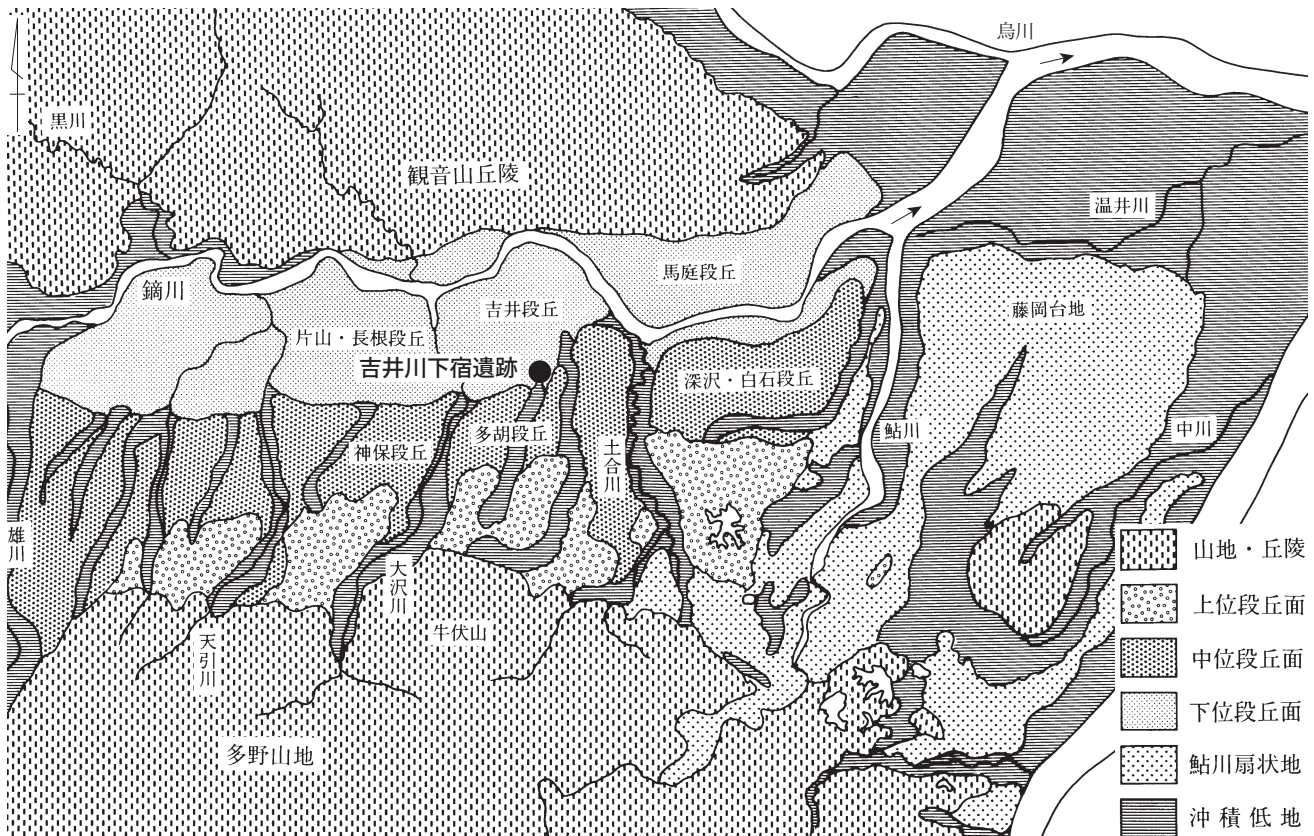 烏川
黒川
観音山丘陵
温井川
馬庭段丘
鏑川
吉井段丘
藤岡台地
片山・長根段丘
吉井川下宿遺跡
深沢・白石段丘
鮎川
中川
多胡段丘
神保段丘
土合川
雄川
大沢川
牛伏山
天引川
多野山地
山地・丘陵
上位段丘面
中位段丘面
下位段丘面
鮎川扇状地
沖積低地